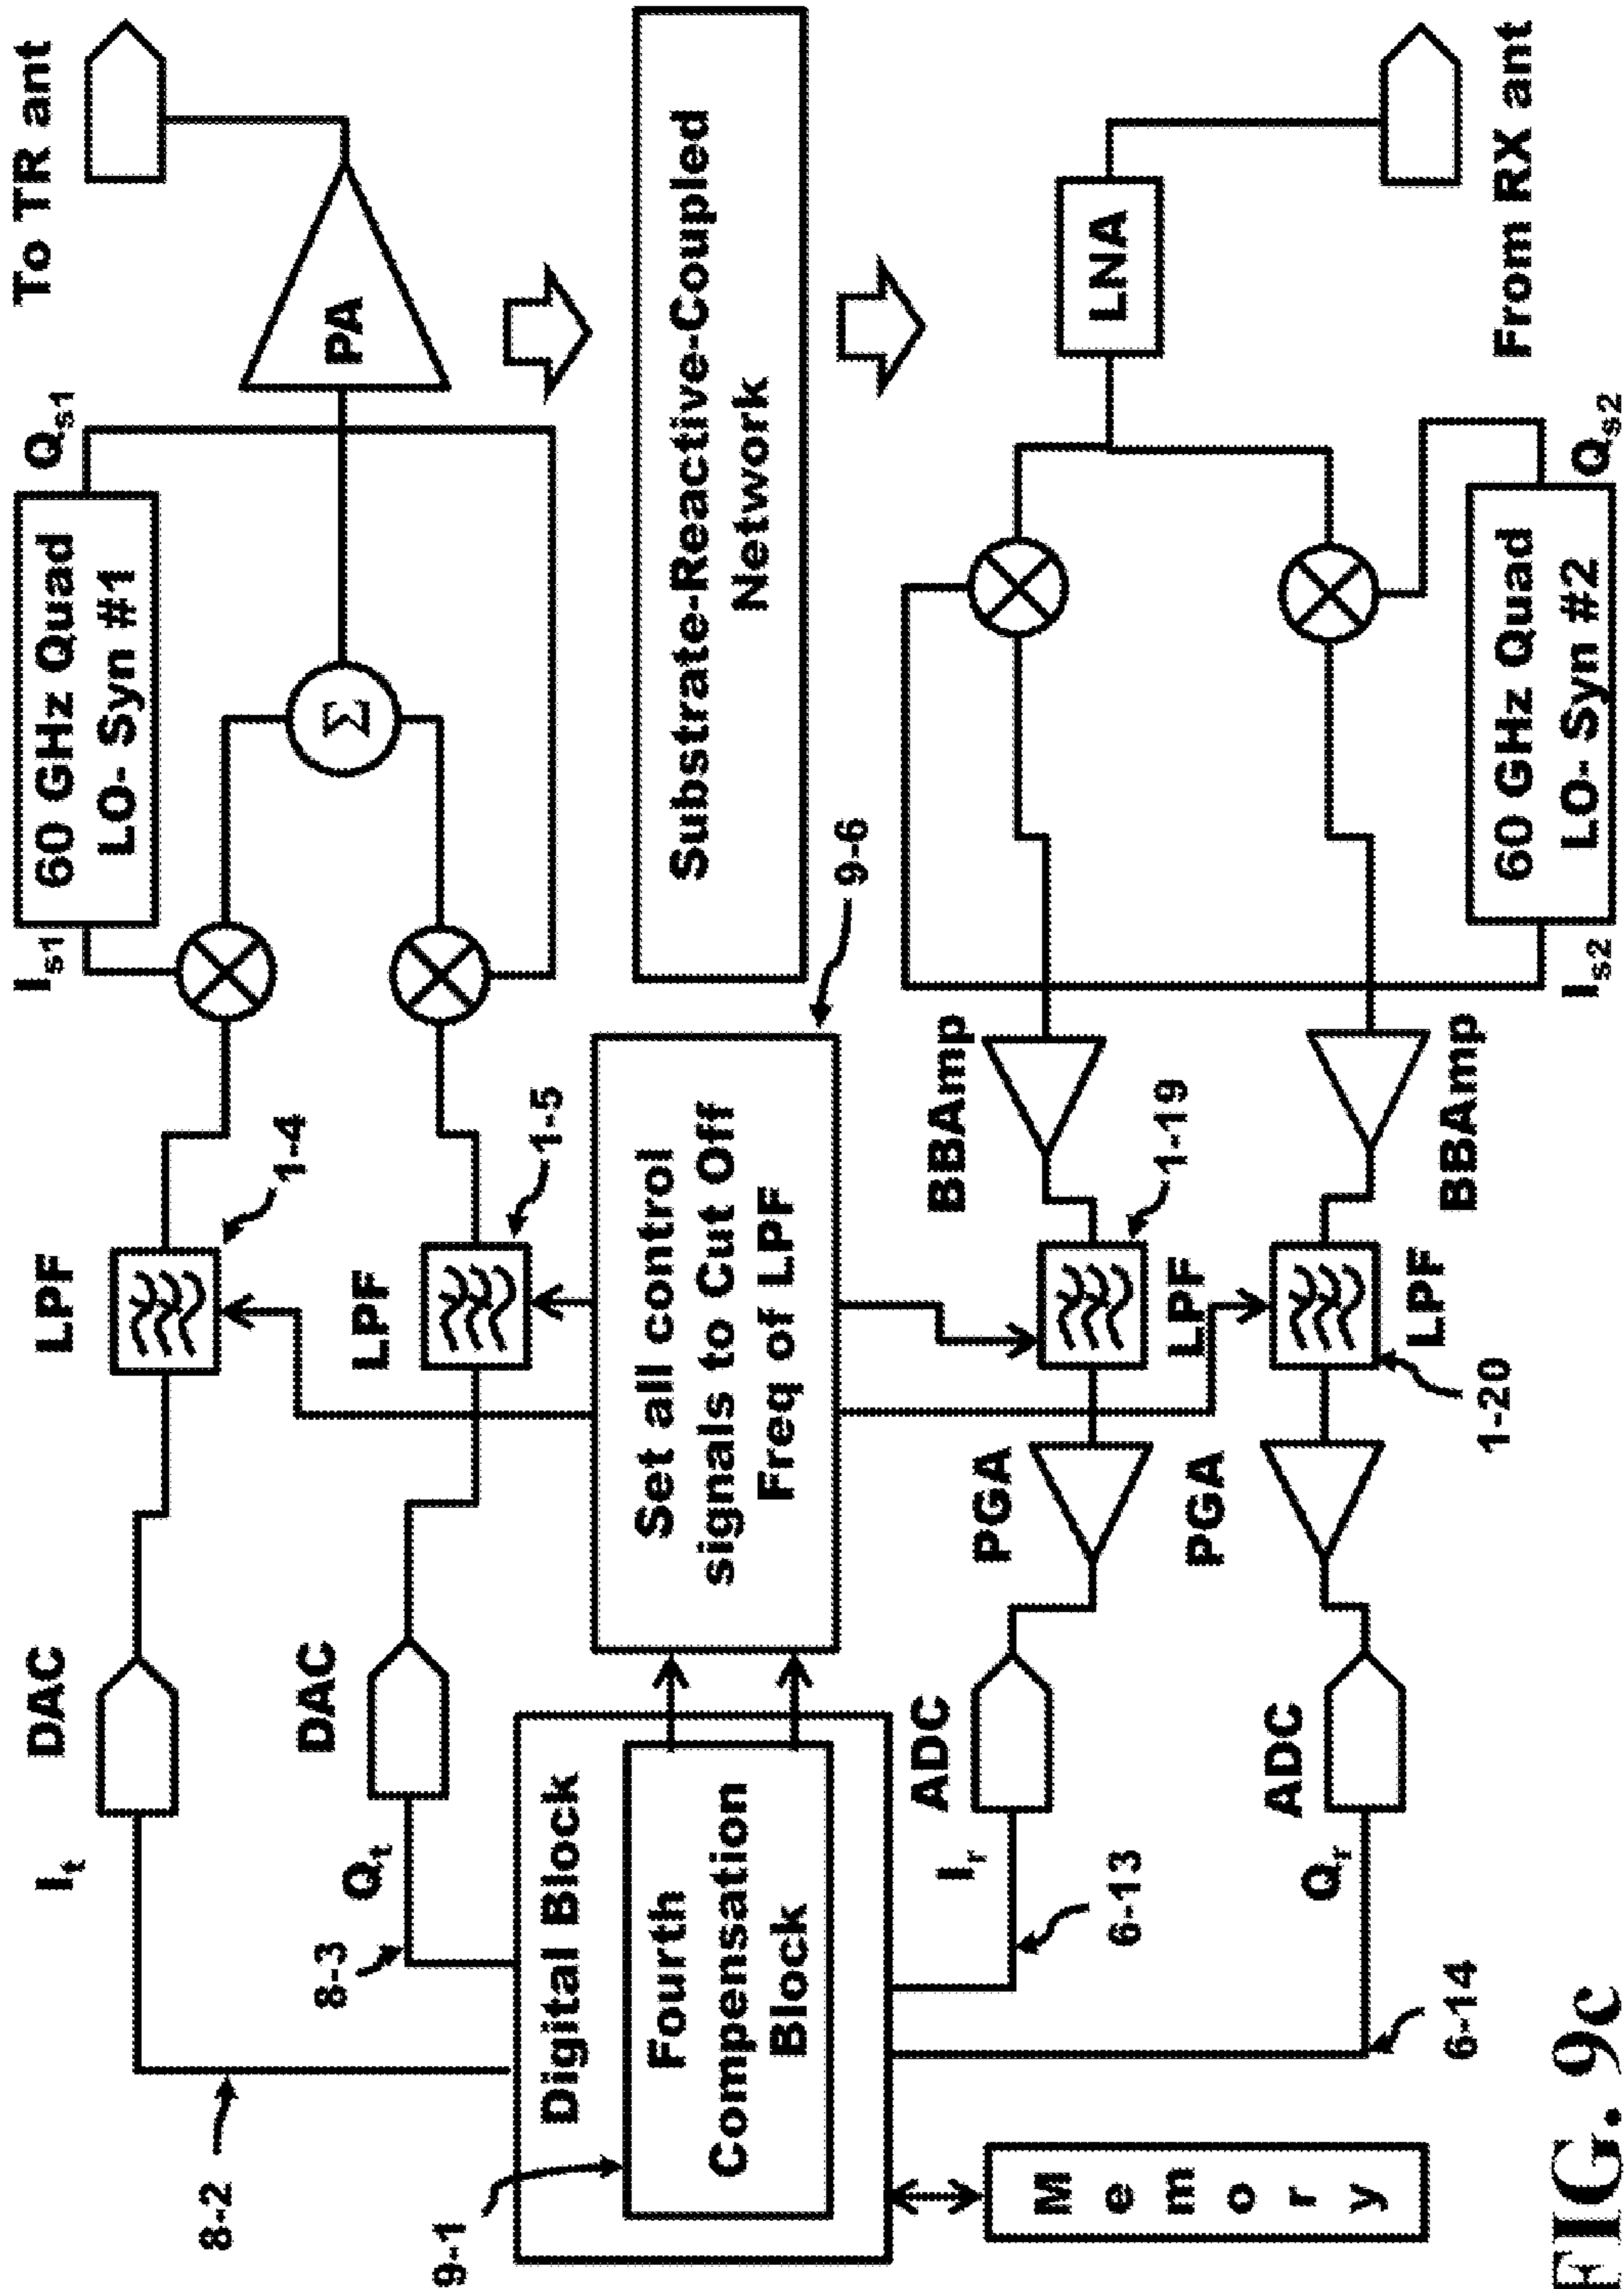 To TR ant
I_s1
60 GHz Quad
LO- Syn #1
Q_s1
PA
Σ
LPF
1-4
LPF
1-5
DAC
I_t
DAC
Q_t
8-2
8-3
Substrate-Reactive-Coupled
Network
9-6
Set all control
signals to Cut Off
Freq of LPF
Digital Block
Fourth
Compensation
Block
9-1
Memory
LNA
From RX ant
BBAmp
1-19
LPF
PGA
ADC
I_r
6-13
BBAmp
LPF
1-20
PGA
ADC
Q_r
6-14
I_s2
60 GHz Quad
LO- Syn #2
Q_s2
FIG. 9c